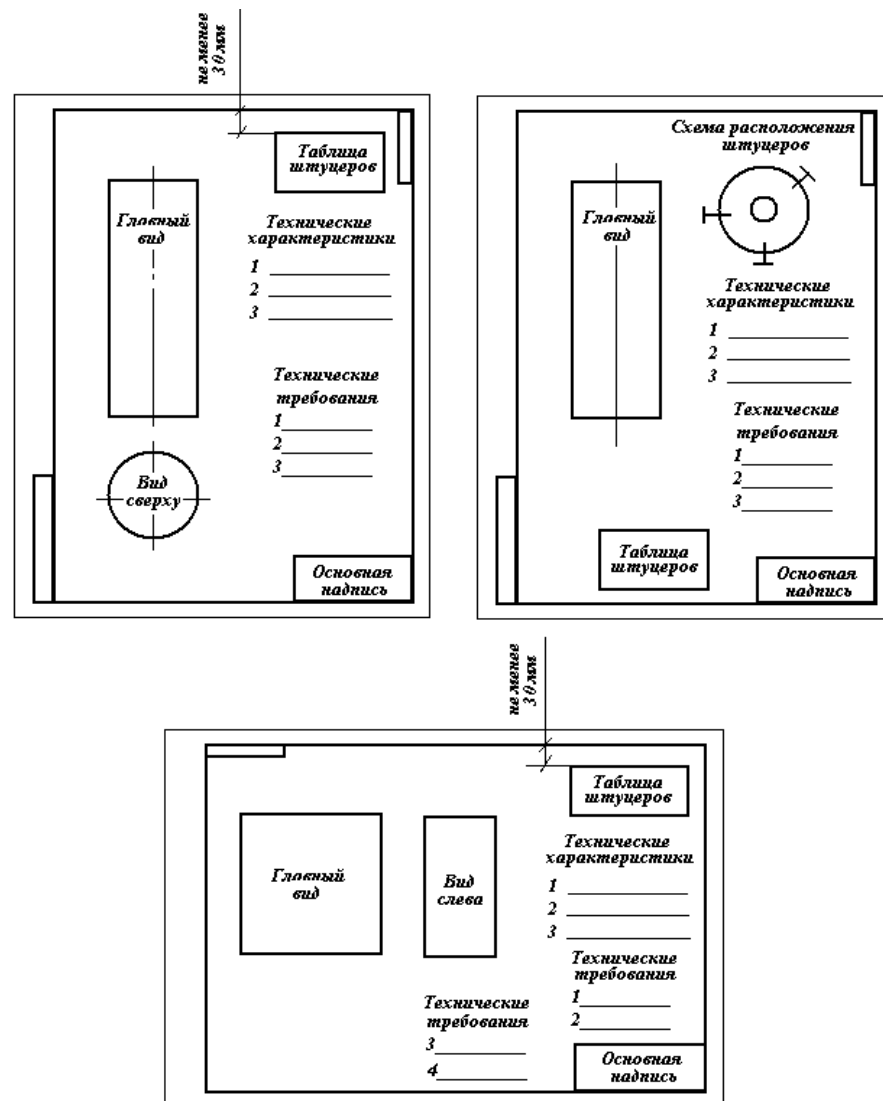 не менее
30 мм
Таблица
штуцеров
Главный
вид
Технические
характеристики
1
2
3
Технические
требования
1
2
3
Вид
сверху
Основная
надпись
Схема расположения
штуцеров
Главный
вид
Технические
характеристики
1
2
3
Технические
требования
1
2
3
Таблица
штуцеров
Основная
надпись
не менее
30 мм
Таблица
штуцеров
Главный
вид
Вид
слева
Технические
характеристики
1
2
3
Технические
требования
1
2
Технические
требования
3
4
Основная
надпись